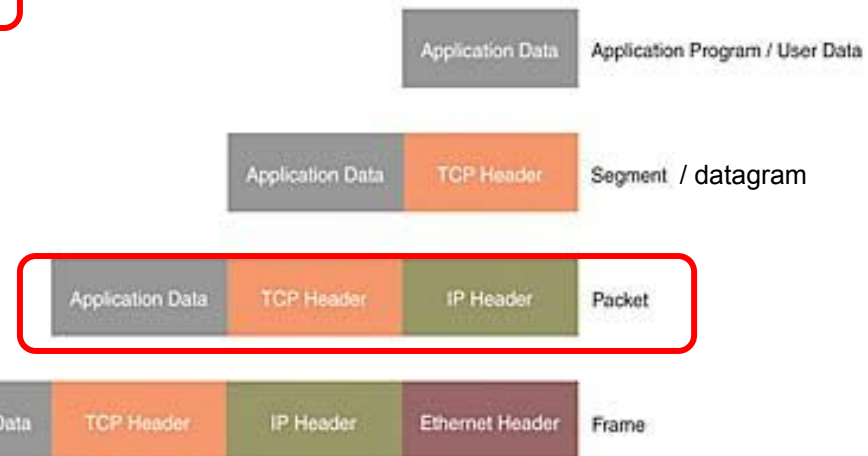 Application Data Application Program / User Data
Application Data TCP Header Segment / datagram
Application Data TCP Header IP Header Packet
Data TCP Header IP Header Ethernet Header Frame